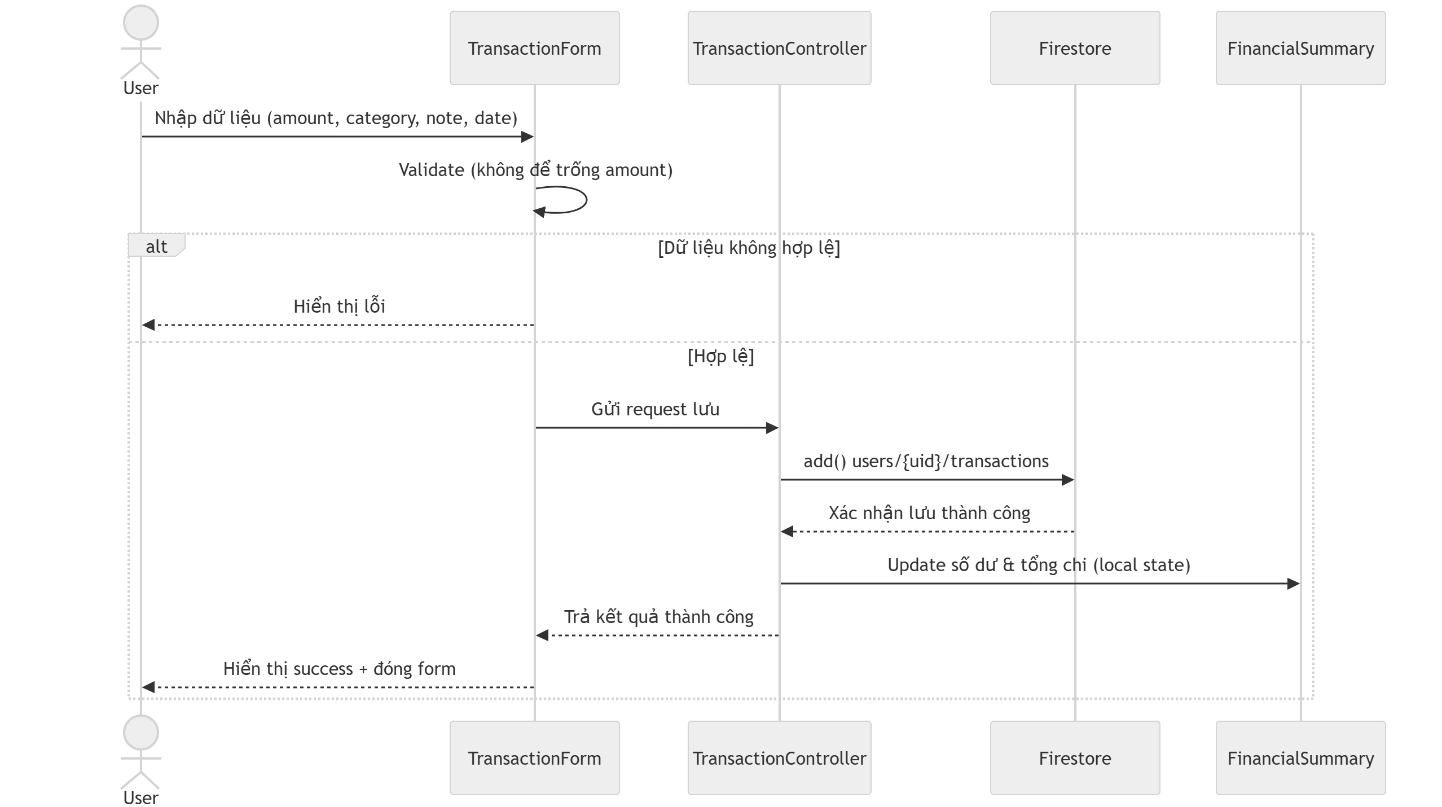 User
TransactionForm
TransactionController
Firestore
FinancialSummary
Nhập dữ liệu (amount, category, note, date)
Validate (không để trống amount)
alt
[Dữ liệu không hợp lệ]
Hiển thị lỗi
[Hợp lệ]
Gửi request lưu
add() users/{uid}/transactions
Xác nhận lưu thành công
Update số dư & tổng chi (local state)
Trả kết quả thành công
Hiển thị success + đóng form
User
TransactionForm
TransactionController
Firestore
FinancialSummary